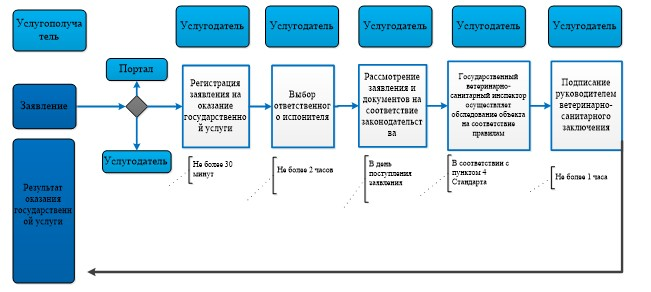 Услугополуча
тель
Услугодатель
Услугодатель
Услугодатель
Услугодатель
Услугодатель
Портал
Заявление
Услугодатель
Регистрация
заявления на
оказание
государственно
й услуги
Выбор
ответственног
о испонителя
Рассмотрение
заявления и
документов на
соответствие
законодательст
ва
Государственный
ветеринарно-
санитарный инспектор
осуществляет
обследование объекта
на соответствие
правилам
Подписание
руководителем
ветеринарно-
санитарного
заключения
Не более 30
минут
Не более 2 часов
В день
поступления
заявления
В соответствии с
пунктом 4
Стандарта
Не более 1 часа
Результат
оказания
государственн
ой услуги